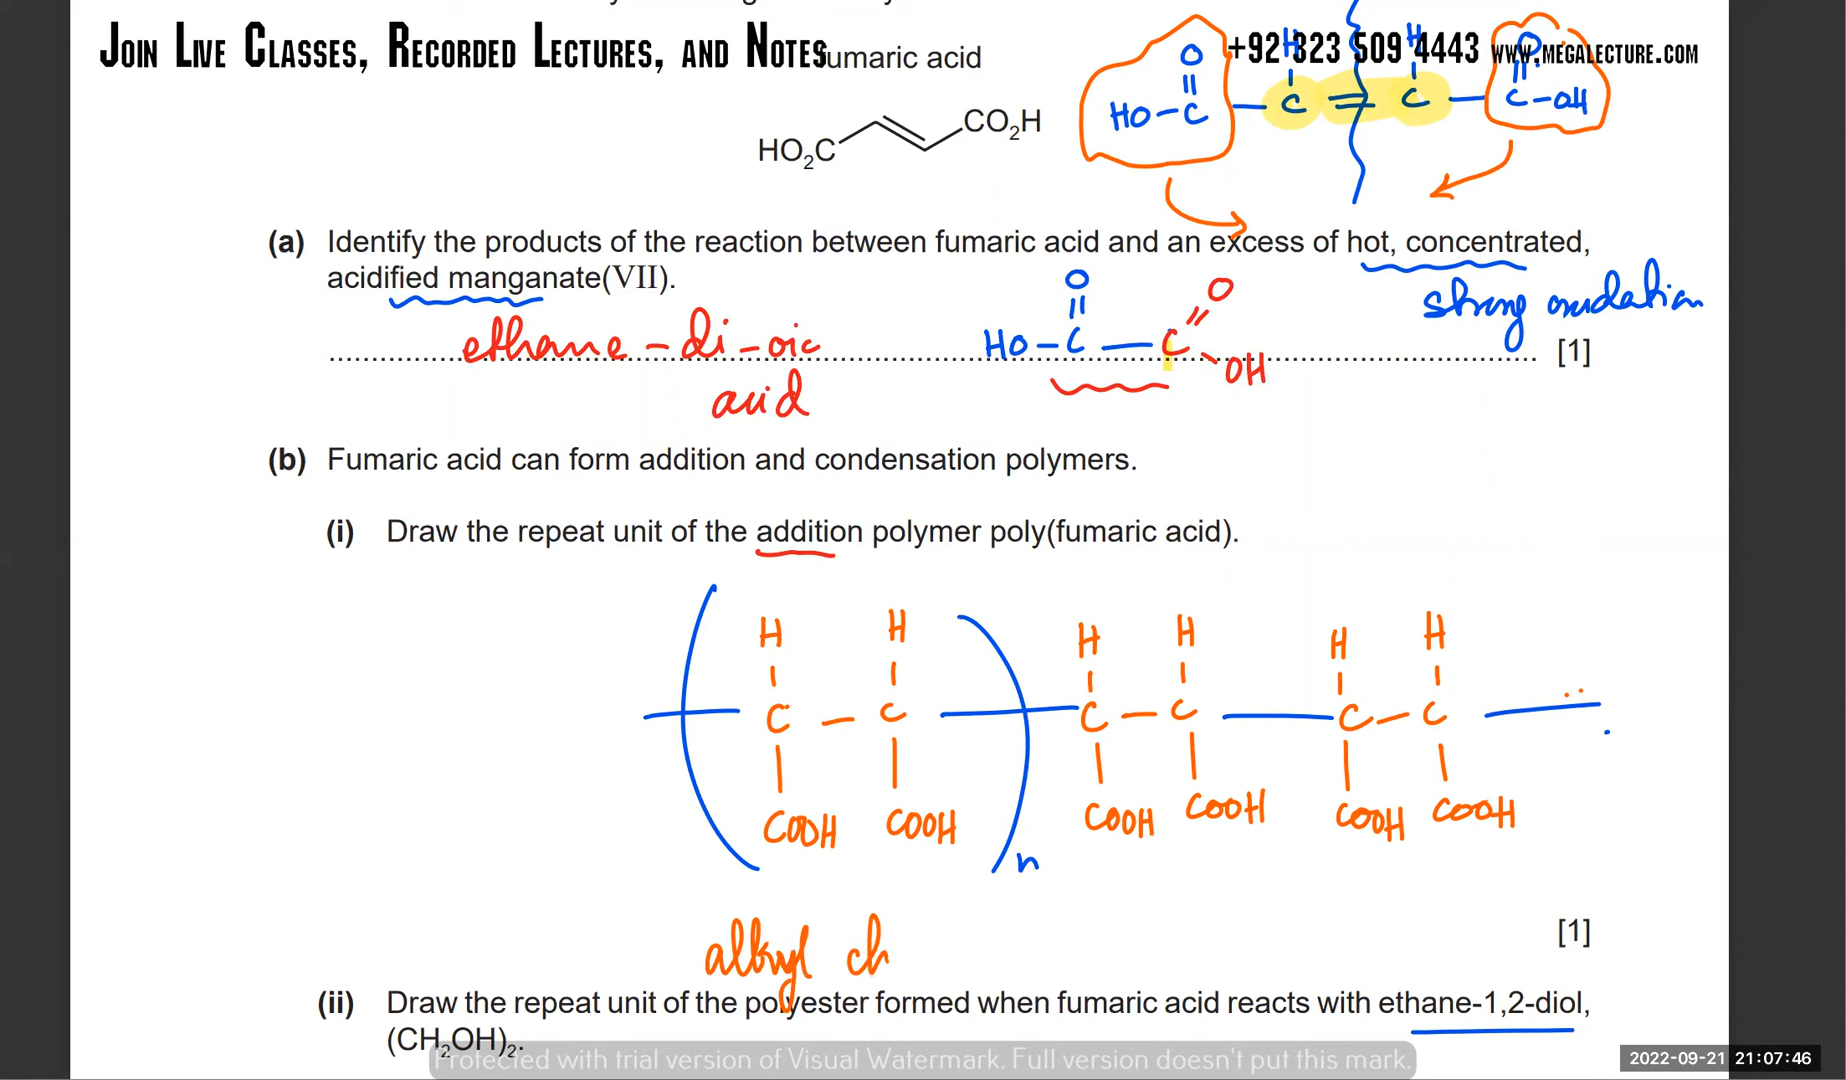 JOIN LIVE CLASSES, RECORDED LECTURES, AND NOTES
+92 323 509 4443 WWW.MEGALECTURE.COM
umaric acid
HO₂C
CO₂H
O
HO-C
H
C = C
H
O
C-OH
(a) Identify the products of the reaction between fumaric acid and an excess of hot, concentrated,
acidified manganate(VII).
strong oxidation
ethane-di-oic
acid
O
HO-C-C
O
OH
[1]
(b) Fumaric acid can form addition and condensation polymers.
(i) Draw the repeat unit of the addition polymer poly(fumaric acid).
H H H H H H
C-C-C-C-C-C
COOH COOH COOH COOH COOH COOH
n
[1]
ch
(ii) Draw the repeat unit of the polyester formed when fumaric acid reacts with ethane-1,2-diol,
(CH₂OH)₂.
Protected with trial version of Visual Watermark. Full version doesn't put this mark.
2022-09-21 21:07:46